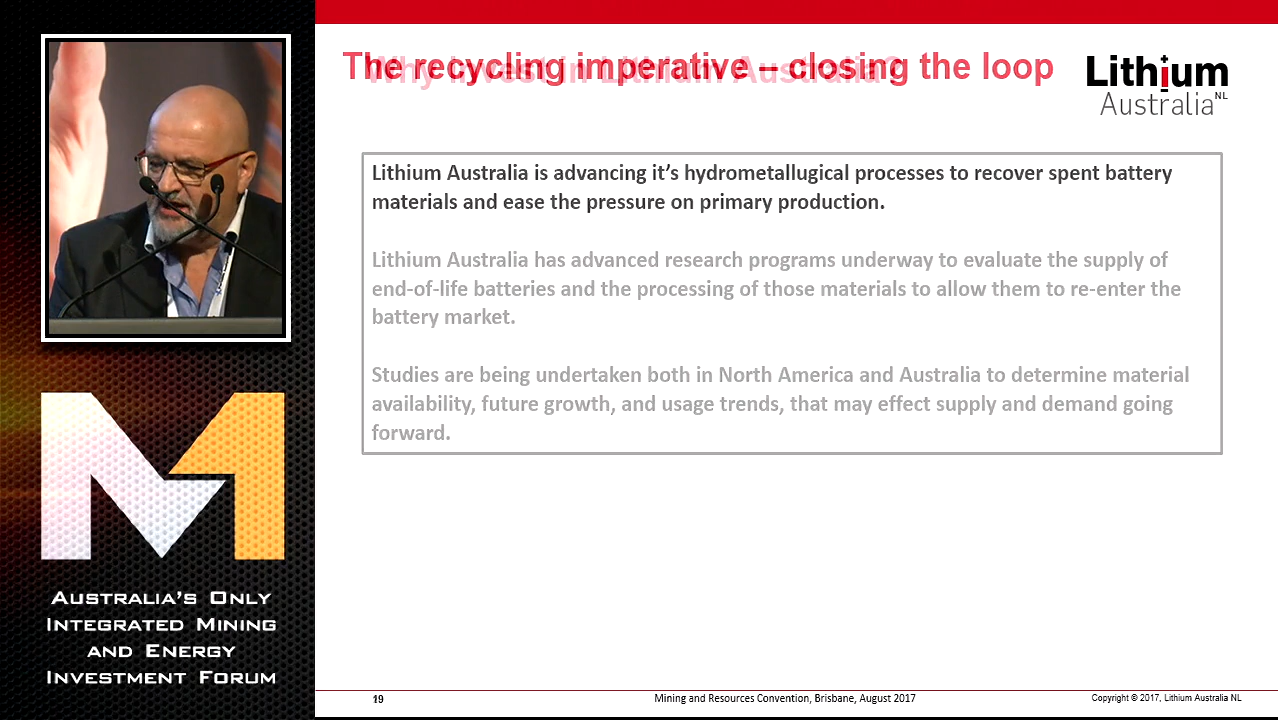 The recycling imperative – closing the loop
Why invest in Lithium Australia?
Lithium
Australia NL
Lithium Australia is advancing it’s hydrometallugical processes to recover spent battery
materials and ease the pressure on primary production.
Lithium Australia has advanced research programs underway to evaluate the supply of
end-of-life batteries and the processing of those materials to allow them to re-enter the
battery market.
Studies are being undertaken both in North America and Australia to determine material
availability, future growth, and usage trends, that may effect supply and demand going
forward.
AUSTRALIA’S ONLY
INTEGRATED MINING
AND ENERGY
INVESTMENT FORUM
19
Mining and Resources Convention, Brisbane, August 2017
Copyright © 2017, Lithium Australia NL